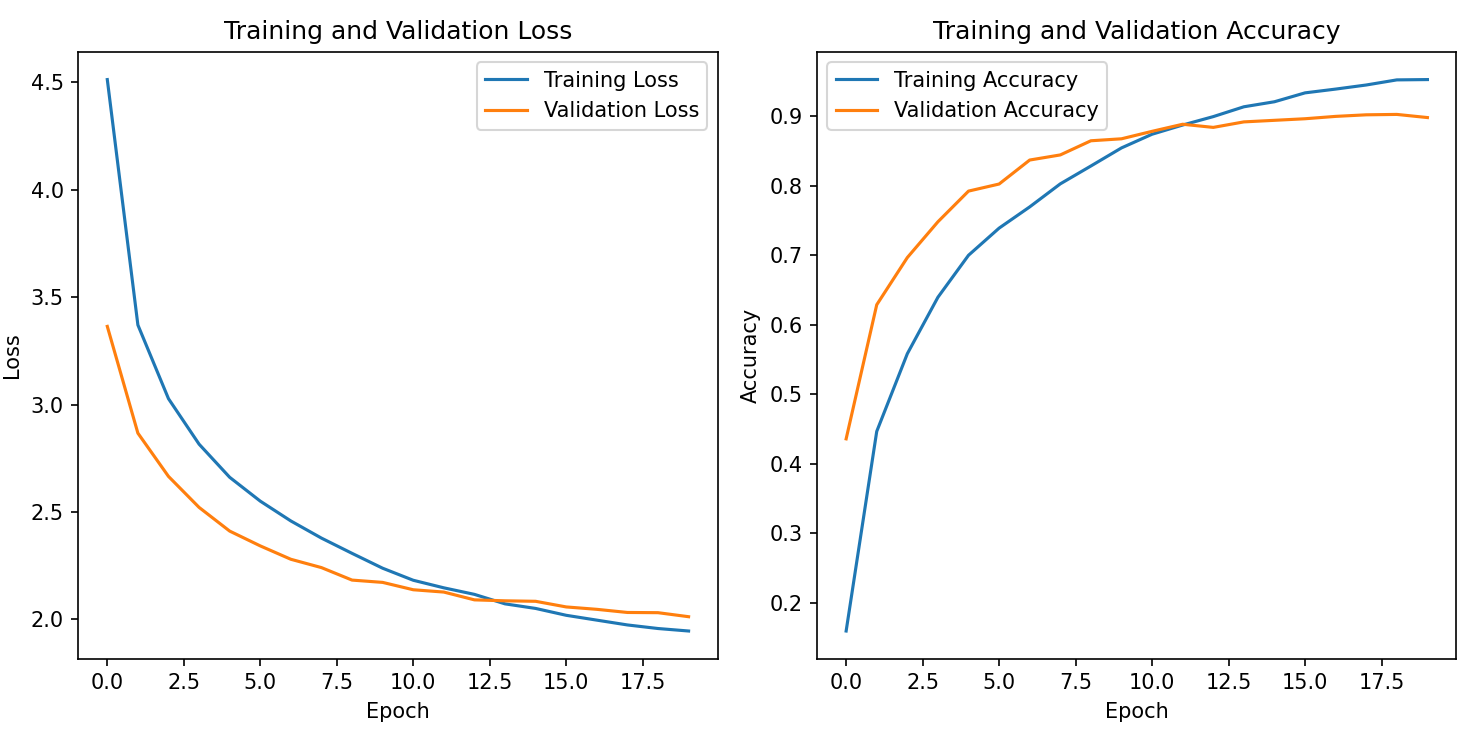 Training and Validation Loss
Training Loss
Validation Loss
4.5
4.0
3.5
3.0
2.5
2.0
Loss
0.0 2.5 5.0 7.5 10.0 12.5 15.0 17.5
Epoch
Training and Validation Accuracy
Training Accuracy
Validation Accuracy
0.9
0.8
0.7
0.6
0.5
0.4
0.3
0.2
Accuracy
0.0 2.5 5.0 7.5 10.0 12.5 15.0 17.5
Epoch